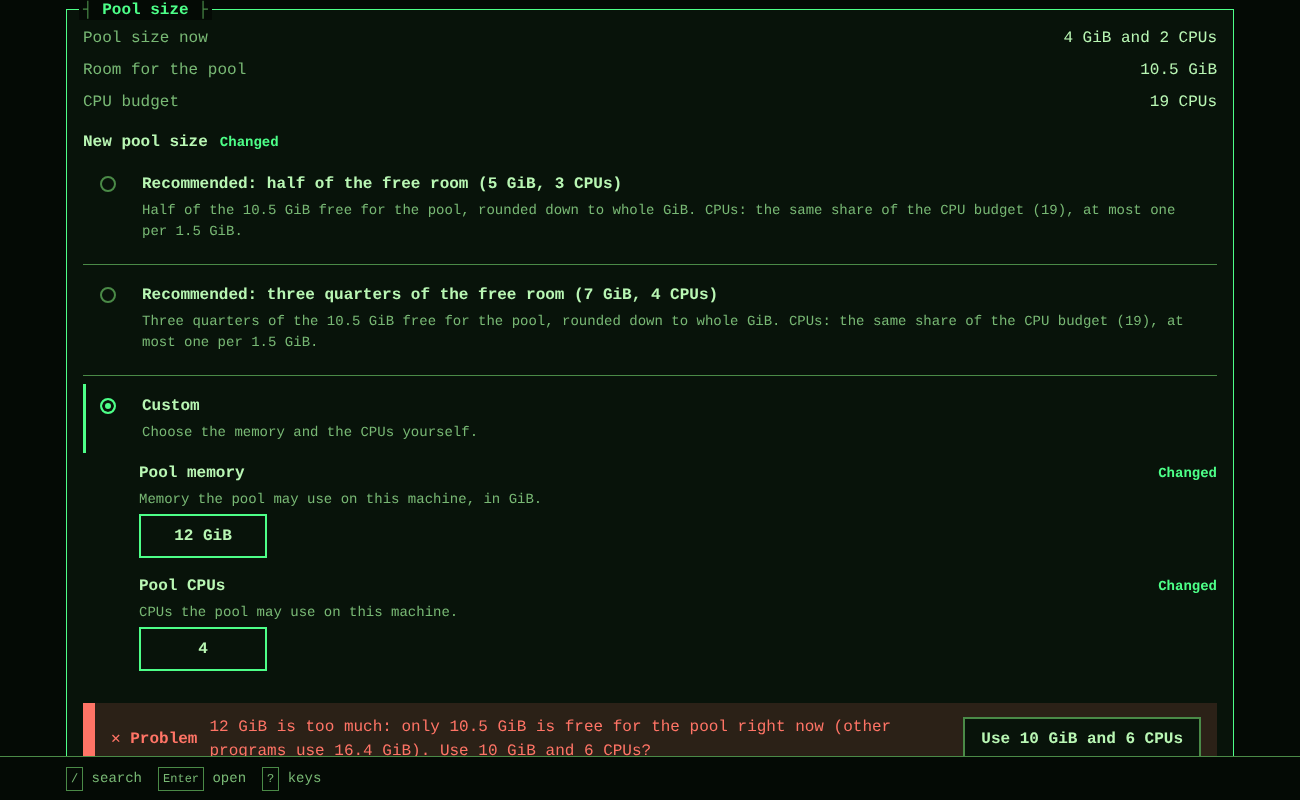 Pool size
Pool size now 4 GiB and 2 CPUs
Room for the pool 10.5 GiB
CPU budget 19 CPUs
New pool size Changed
Recommended: half of the free room (5 GiB, 3 CPUs)
Half of the 10.5 GiB free for the pool, rounded down to whole GiB. CPUs: the same share of the CPU budget (19), at most one
per 1.5 GiB.
Recommended: three quarters of the free room (7 GiB, 4 CPUs)
Three quarters of the 10.5 GiB free for the pool, rounded down to whole GiB. CPUs: the same share of the CPU budget (19), at
most one per 1.5 GiB.
Custom
Choose the memory and the CPUs yourself.
Pool memory Changed
Memory the pool may use on this machine, in GiB.
12 GiB
Pool CPUs Changed
CPUs the pool may use on this machine.
4
× Problem 12 GiB is too much: only 10.5 GiB is free for the pool right now (other
programs use 16.4 GiB). Use 10 GiB and 6 CPUs?
Use 10 GiB and 6 CPUs
/ search Enter open ? keys